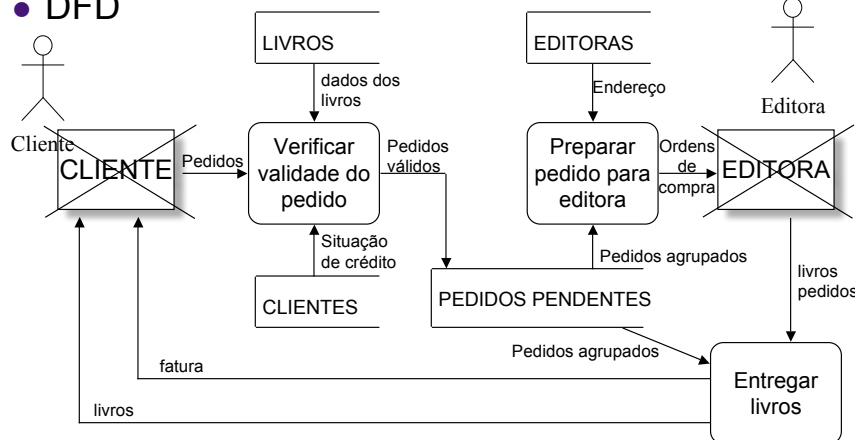 DFD
LIVROS
EDITORAS
dados dos
livros
Endereço
Cliente
Editora
CLIENTE
Pedidos
Verificar
validade do
pedido
Pedidos
válidos
Preparar
pedido para
editora
Ordens
de
compra
EDITORA
Situação
de crédito
Pedidos agrupados
CLIENTES
PEDIDOS PENDENTES
livros
pedidos
Pedidos agrupados
fatura
Entregar
livros
livros